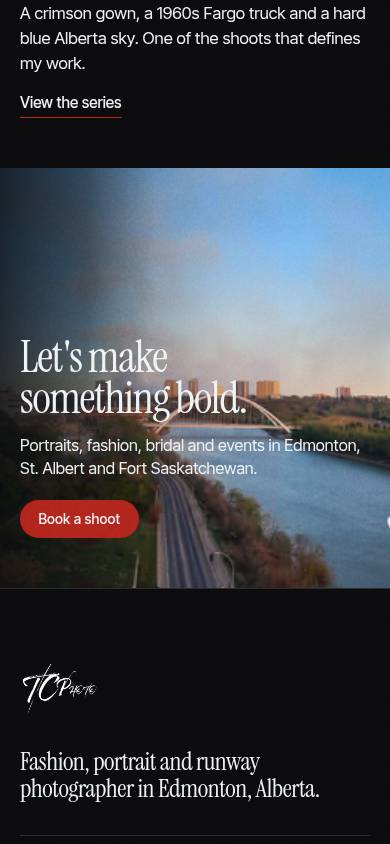 A crimson gown, a 1960s Fargo truck and a hard
blue Alberta sky. One of the shoots that defines
my work.
View the series
Let's make
something bold.
Portraits, fashion, bridal and events in Edmonton,
St. Albert and Fort Saskatchewan.
Book a shoot
TCPhoto
Fashion, portrait and runway
photographer in Edmonton, Alberta.